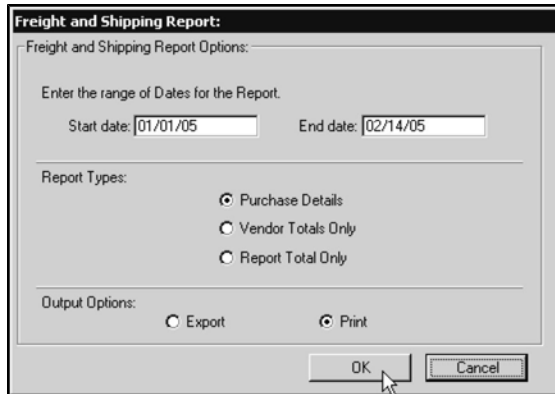 Freight and Shipping Report:
Freight and Shipping Report Options:
Enter the range of Dates for the Report.
Start date: 01/01/05 End date: 02/14/05
Report Types:
Purchase Details
Vendor Totals Only
Report Total Only
Output Options:
Export Print
OK Cancel